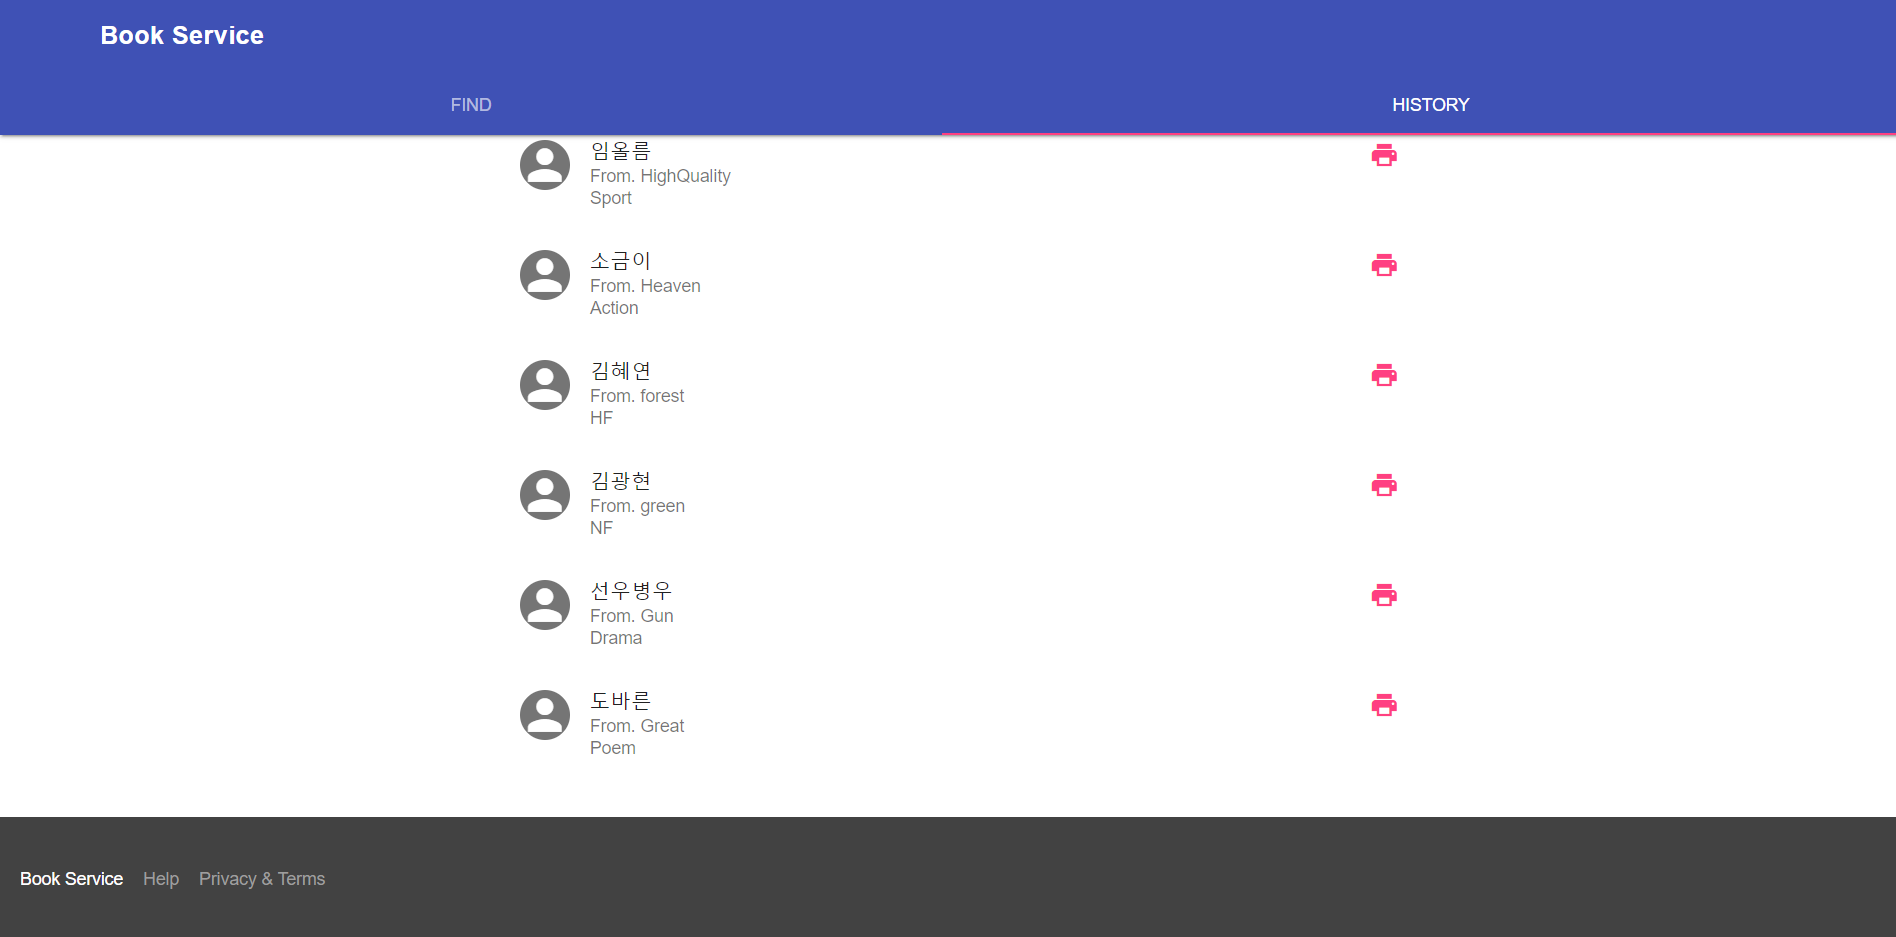 Book Service
FIND
HISTORY
임올름
From. HighQuality
Sport
소금이
From. Heaven
Action
김혜연
From. forest
HF
김광현
From. green
NF
선우병우
From. Gun
Drama
도바른
From. Great
Poem
Book Service Help Privacy & Terms